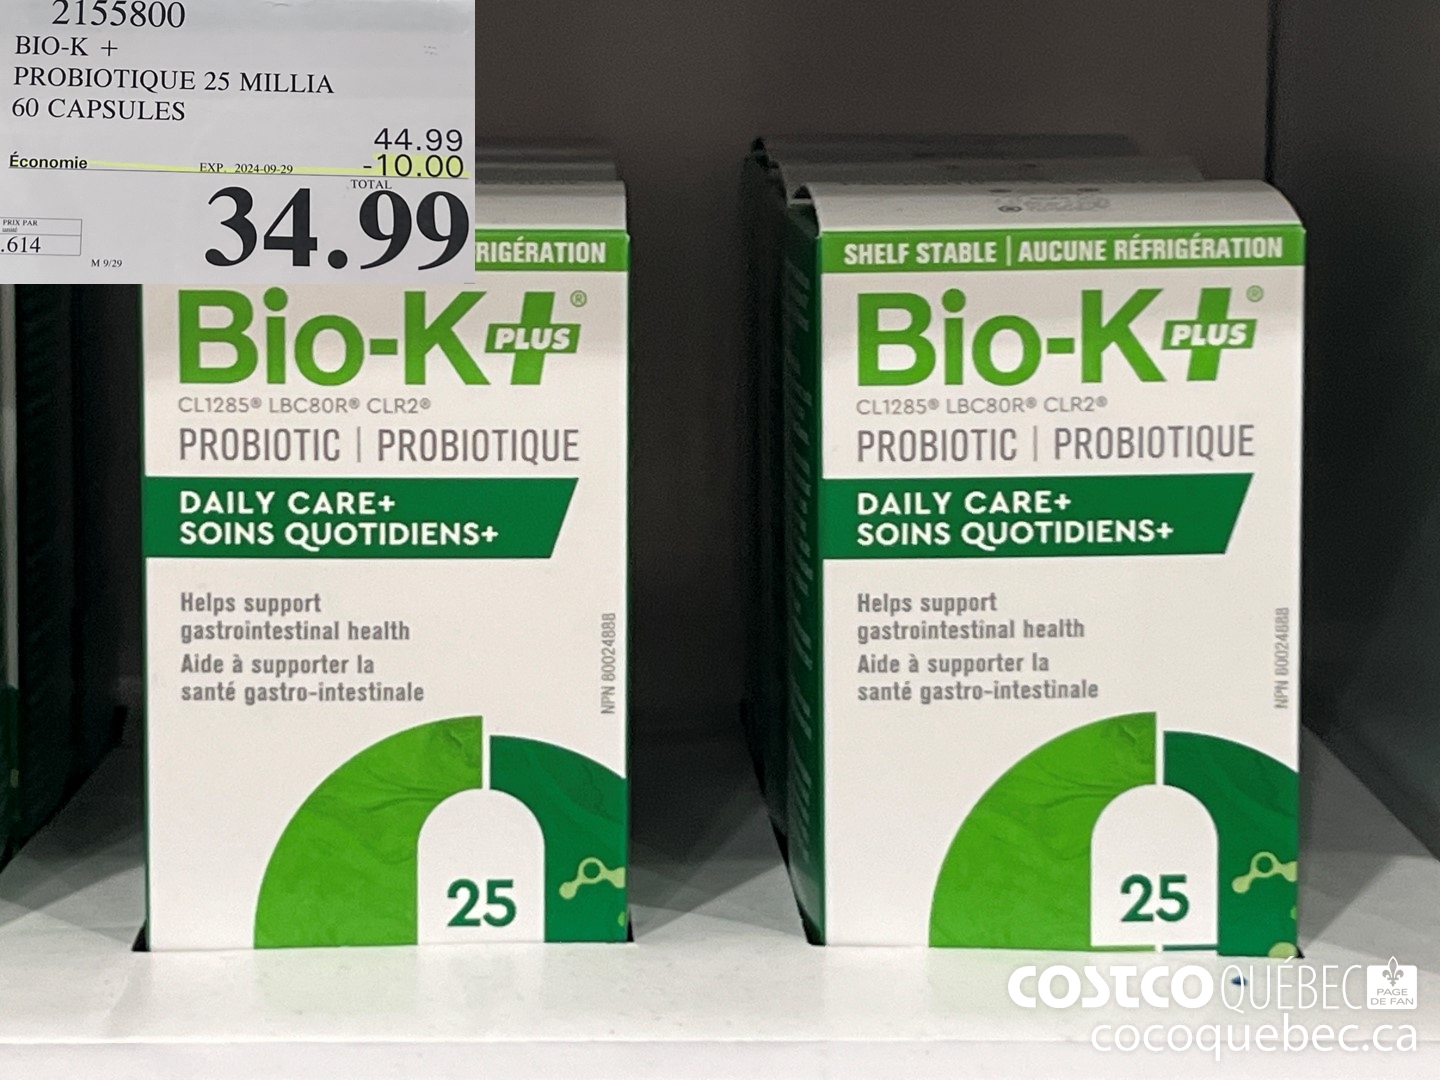 2155800
BIO-K +
PROBIOTIQUE 25 MILLIA
60 CAPSULES
44.99
Économie EXP. 2024-09-29 -10.00
TOTAL
34.99
PRIX PAR
unité
.614
M 9/29
RIGÉRATION
Bio-K+ ®
PLUS
CL1285® LBC80R® CLR2®
PROBIOTIC | PROBIOTIQUE
DAILY CARE+
SOINS QUOTIDIENS+
Helps support
gastrointestinal health
Aide à supporter la
santé gastro-intestinale
NPN 80024888
25
SHELF STABLE | AUCUNE RÉFRIGÉRATION
Bio-K+ ®
PLUS
CL1285® LBC80R® CLR2®
PROBIOTIC | PROBIOTIQUE
DAILY CARE+
SOINS QUOTIDIENS+
Helps support
gastrointestinal health
Aide à supporter la
santé gastro-intestinale
NPN 80024888
25
COSTCO QUÉBEC
PAGE
DE FAN
cocoquebec.ca